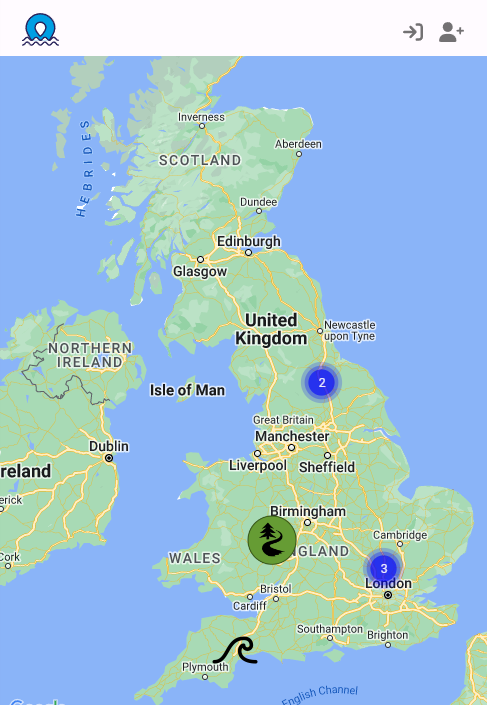 Inverness
Aberdeen
SCOTLAND
HEBRIDES
Dundee
Edinburgh
Glasgow
United
Kingdom
Newcastle
upon Tyne
NORTHERN
IRELAND
2
Isle of Man
Great Britain
Manchester
Dublin
Liverpool
Sheffield
reland
erick
Birmingham
Cambridge
NGLAND
Cork
WALES
3
London
Bristol
Cardiff
Southampton
Brighton
Plymouth
English Channel
Google